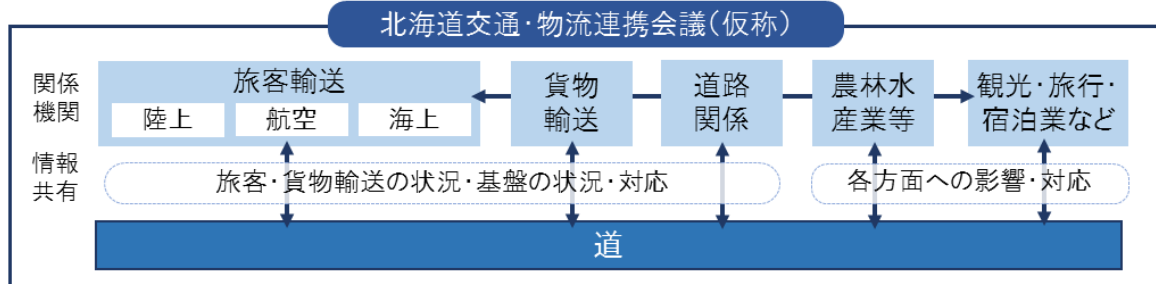 北海道交通・物流連携会議(仮称)
関係
機関
旅客輸送
陸上
航空
海上
貨物
輸送
道路
関係
農林水
産業等
観光・旅行・
宿泊業など
情報
共有
旅客・貨物輸送の状況・基盤の状況・対応
各方面への影響・対応
道